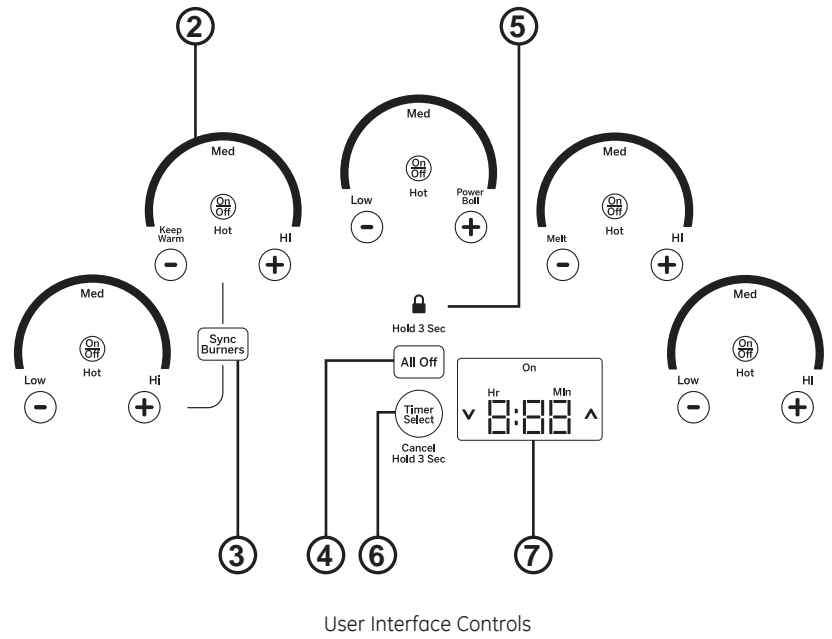 2
5
Med
On
Off
Hot
Keep
Warm
HI
Med
On
Off
Hot
Low
Power
Boil
Med
On
Off
Hot
Melt
HI
Med
On
Off
Hot
Low
Hi
Sync
Burners
Hold 3 Sec
All Off
Timer
Select
Cancel
Hold 3 Sec
On
Hr MIn
8:88
Med
On
Off
Hot
Low
HI
3
4
6
7
User Interface Controls